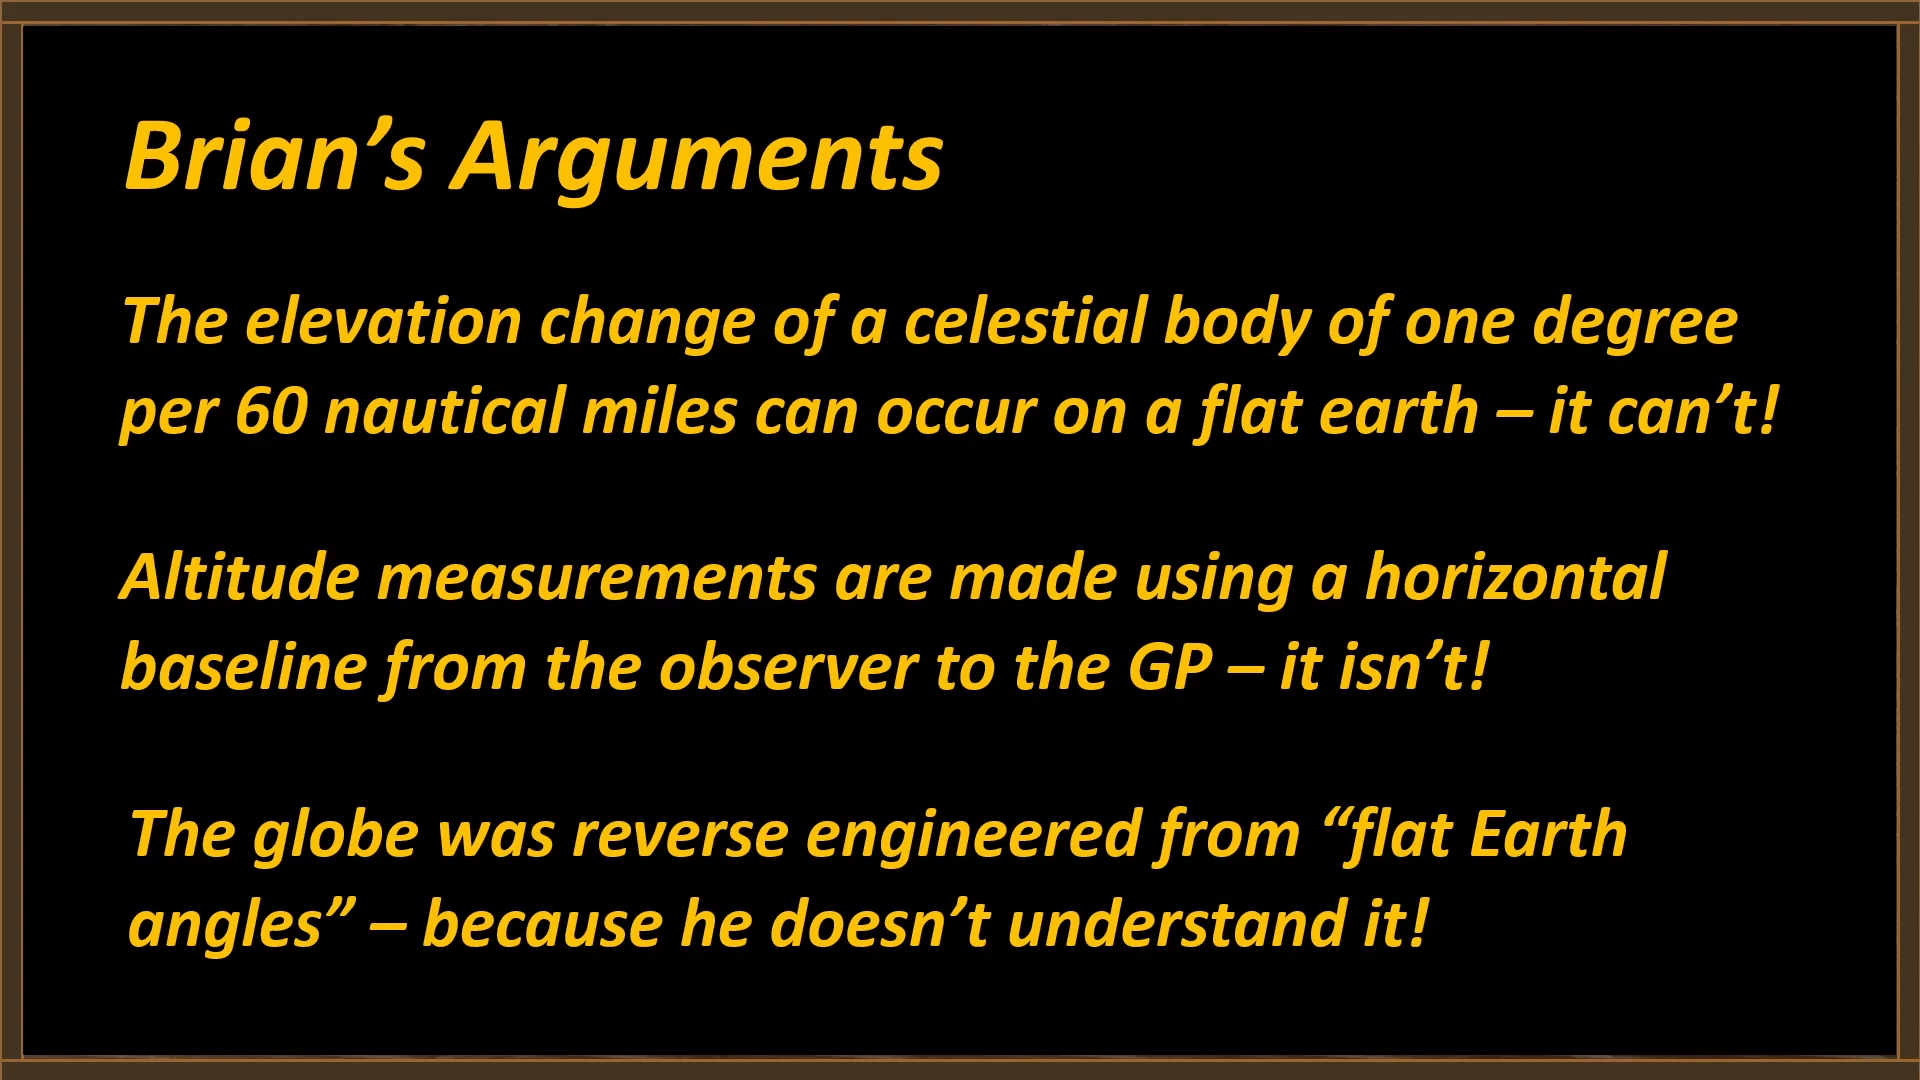 Brian’s Arguments
The elevation change of a celestial body of one degree
per 60 nautical miles can occur on a flat earth – it can’t!
Altitude measurements are made using a horizontal
baseline from the observer to the GP – it isn’t!
The globe was reverse engineered from “flat Earth
angles” – because he doesn’t understand it!